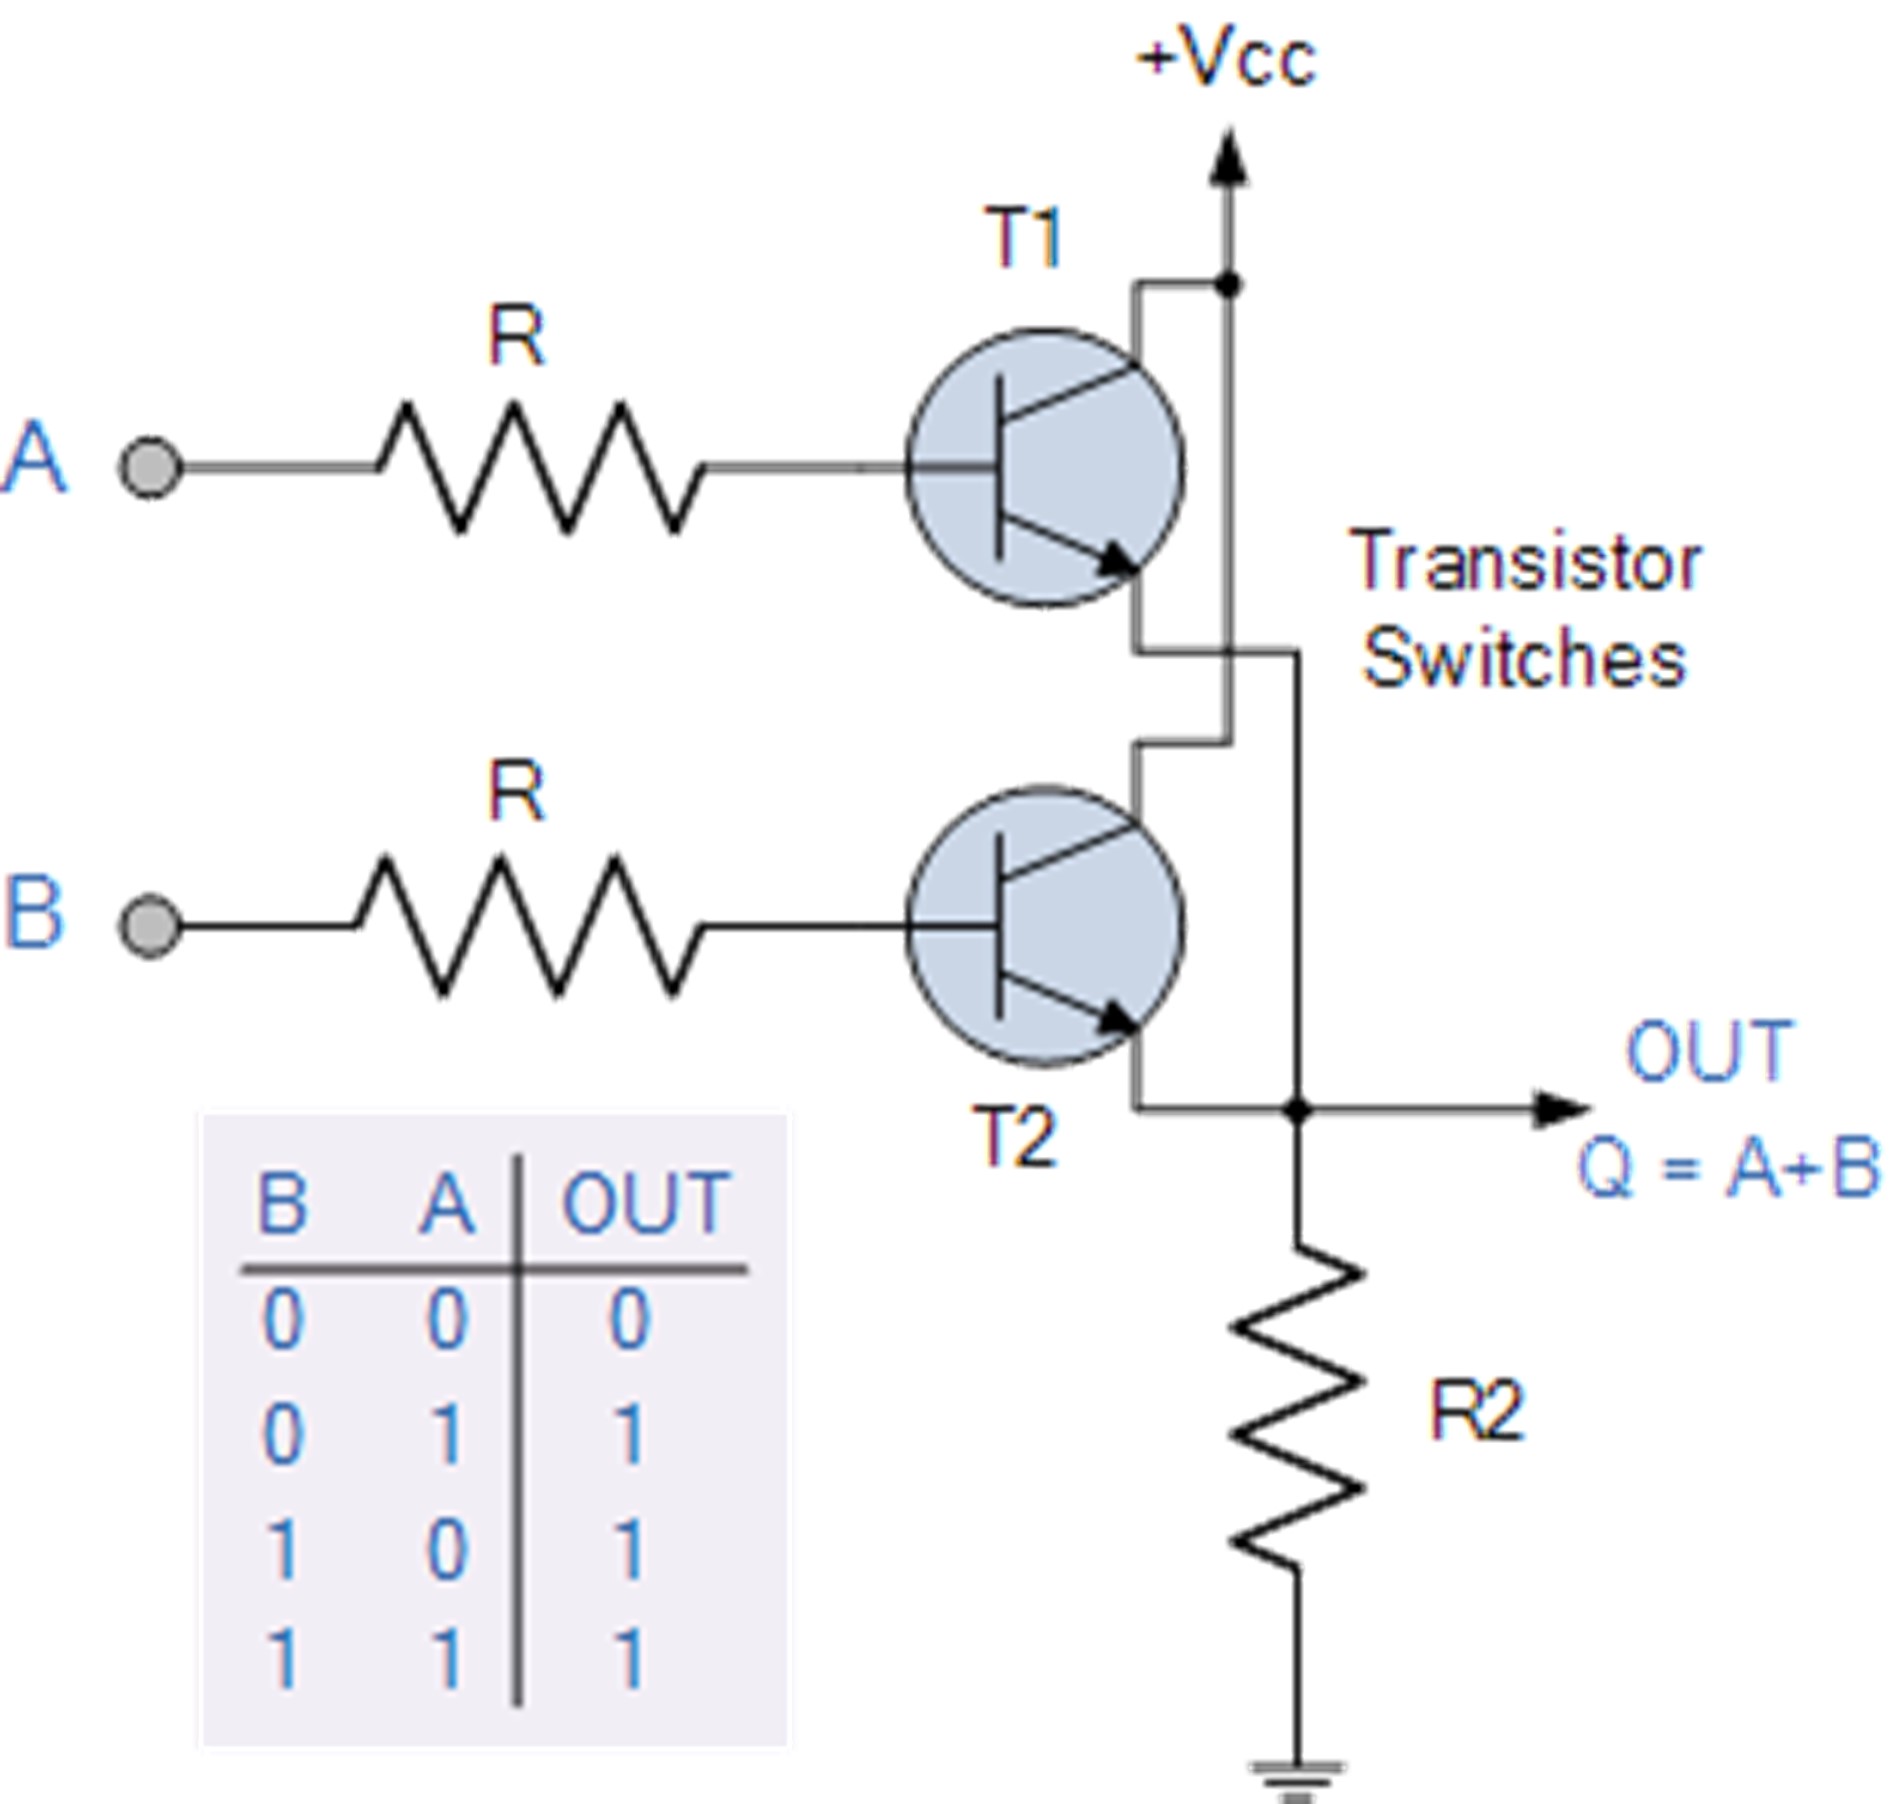 +Vcc
T1
R
A
Transistor
Switches
R
B
OUT
T2
Q = A+B
B A OUT
0 0 0
0 1 1
1 0 1
1 1 1
R2